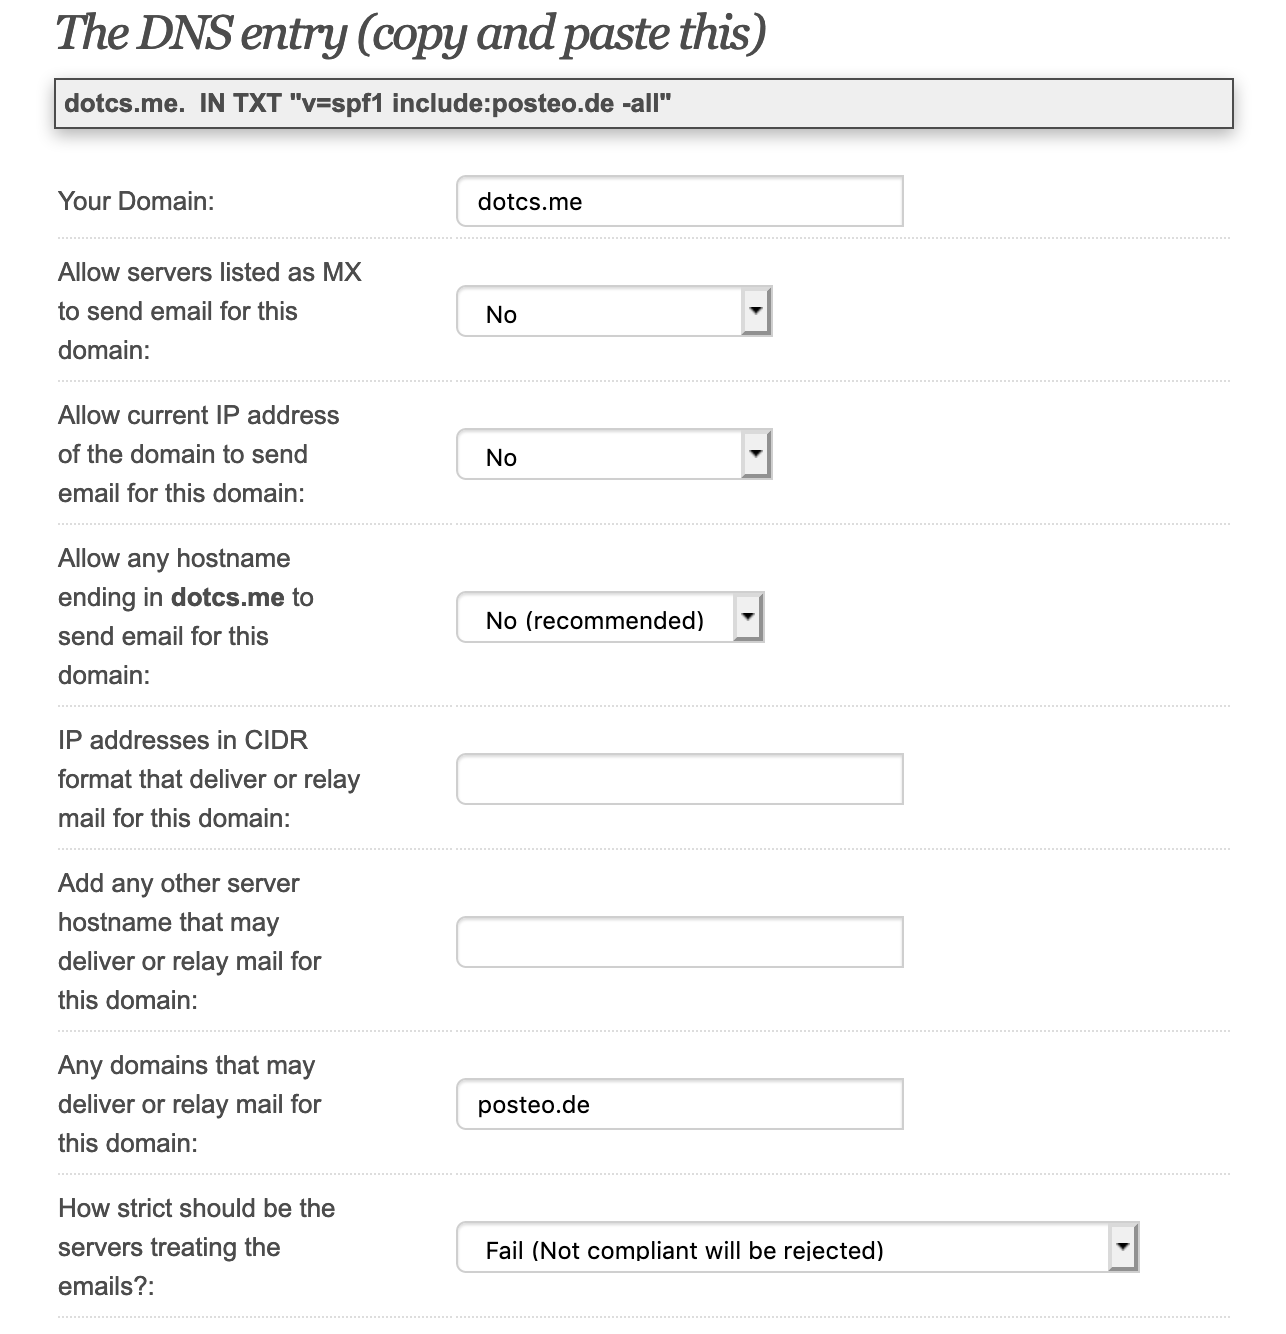 The DNS entry (copy and paste this)
dotcs.me.  IN TXT "v=spf1 include:posteo.de -all"
Your Domain:
dotcs.me
Allow servers listed as MX
to send email for this
domain:
No
Allow current IP address
of the domain to send
email for this domain:
No
Allow any hostname
ending in dotcs.me to
send email for this
domain:
No (recommended)
IP addresses in CIDR
format that deliver or relay
mail for this domain:
Add any other server
hostname that may
deliver or relay mail for
this domain:
Any domains that may
deliver or relay mail for
this domain:
posteo.de
How strict should be the
servers treating the
emails?:
Fail (Not compliant will be rejected)